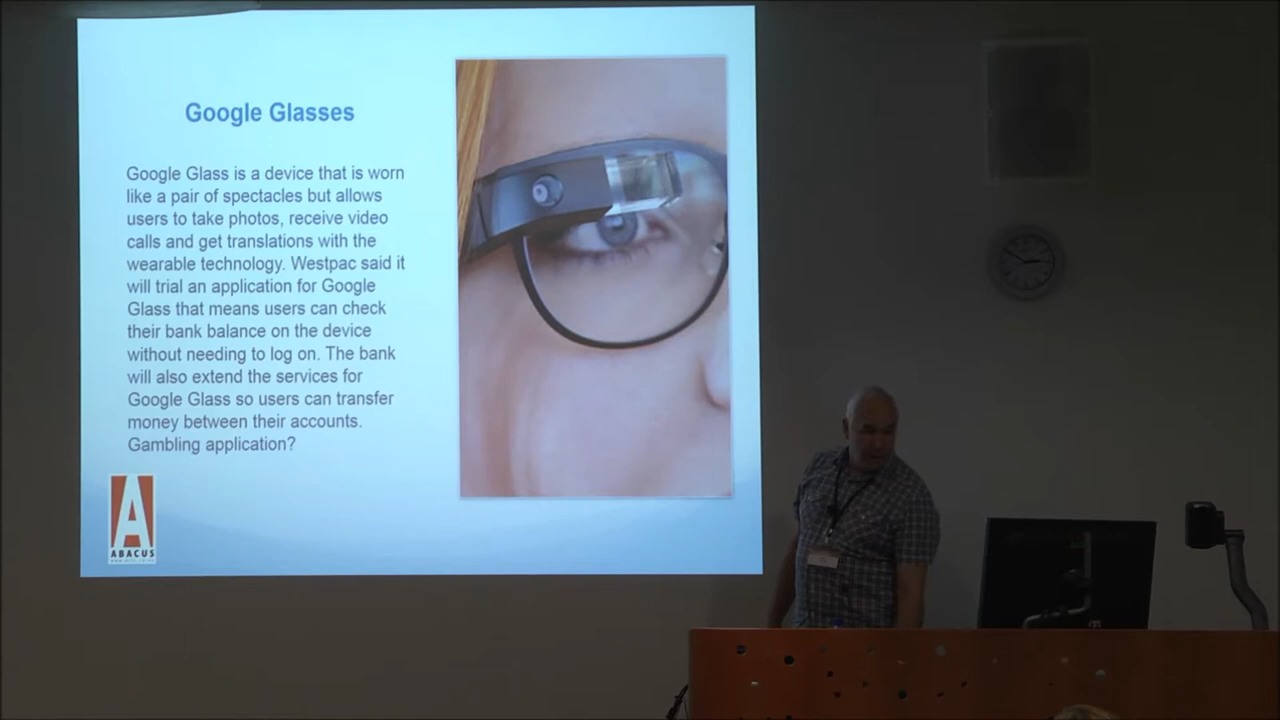 Google Glasses
Google Glass is a device that is worn
like a pair of spectacles but allows
users to take photos, receive video
calls and get translations with the
wearable technology. Westpac said it
will trial an application for Google
Glass that means users can check
their bank balance on the device
without needing to log on. The bank
will also extend the services for
Google Glass so users can transfer
money between their accounts.
Gambling application?
A
ABACUS